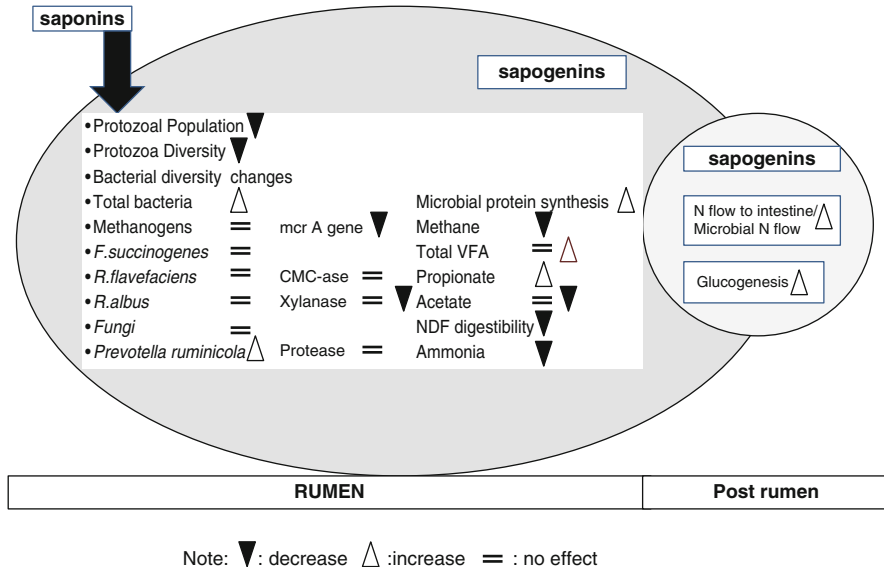 saponins
sapogenins
•Protozoal Population ▼
•Protozoa Diversity ▼
•Bacterial diversity changes
•Total bacteria △ Microbial protein synthesis △
•Methanogens = mcr A gene ▼ Methane ▼
•F.succinogenes = Total VFA = △
•R.flavefaciens = CMC-ase = Propionate △
•R.albus = Xylanase = ▼ Acetate = ▼
•Fungi = NDF digestibility ▼
•Prevotella ruminicola △ Protease = Ammonia ▼
sapogenins
N flow to intestine/
Microbial N flow △
Glucogenesis △
RUMEN Post rumen
Note: ▼: decrease △ :increase = : no effect